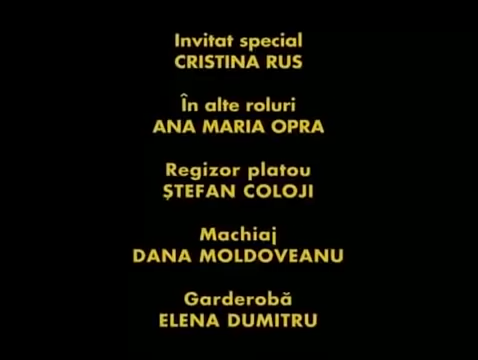 Invitat special
CRISTINA RUS
În alte roluri
ANA MARIA OPRA
Regizor platou
ȘTEFAN COLOJI
Machiaj
DANA MOLDOVEANU
Garderobă
ELENA DUMITRU